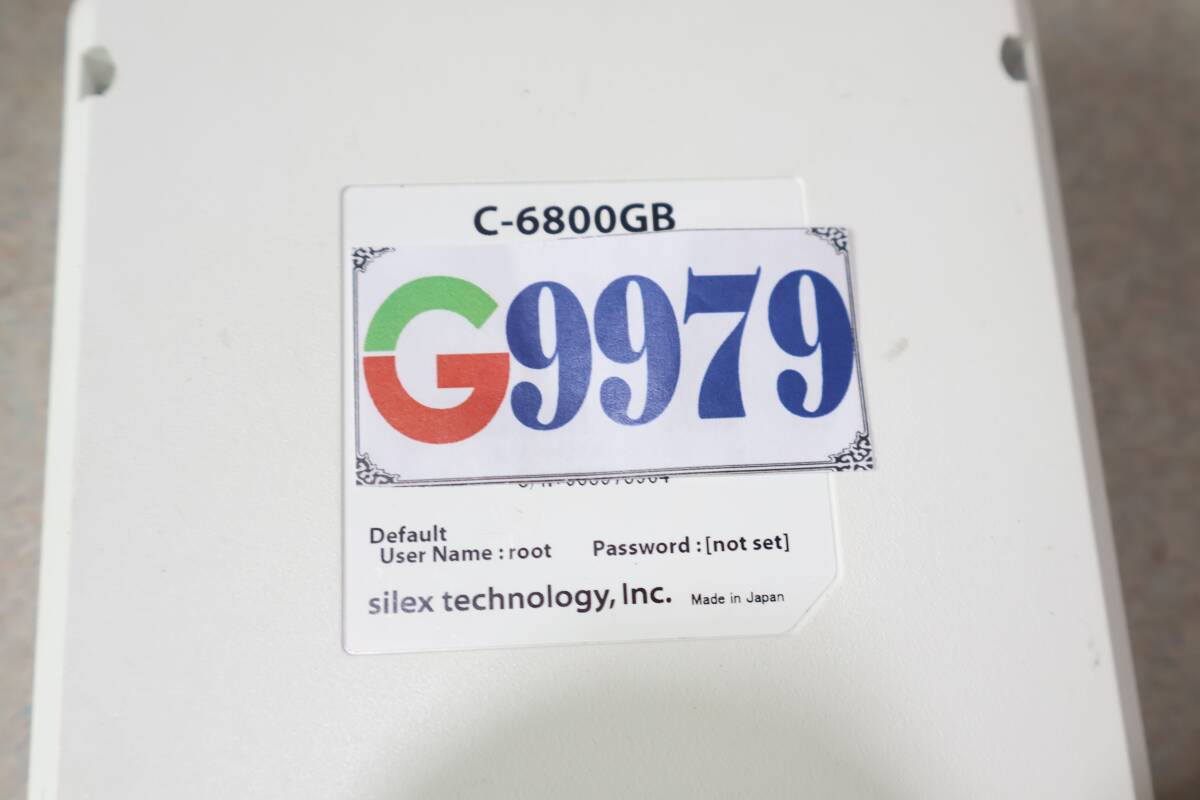 C-6800GB
G9979
Default
User Name : root Password : [not set]
silex technology, Inc. Made in Japan